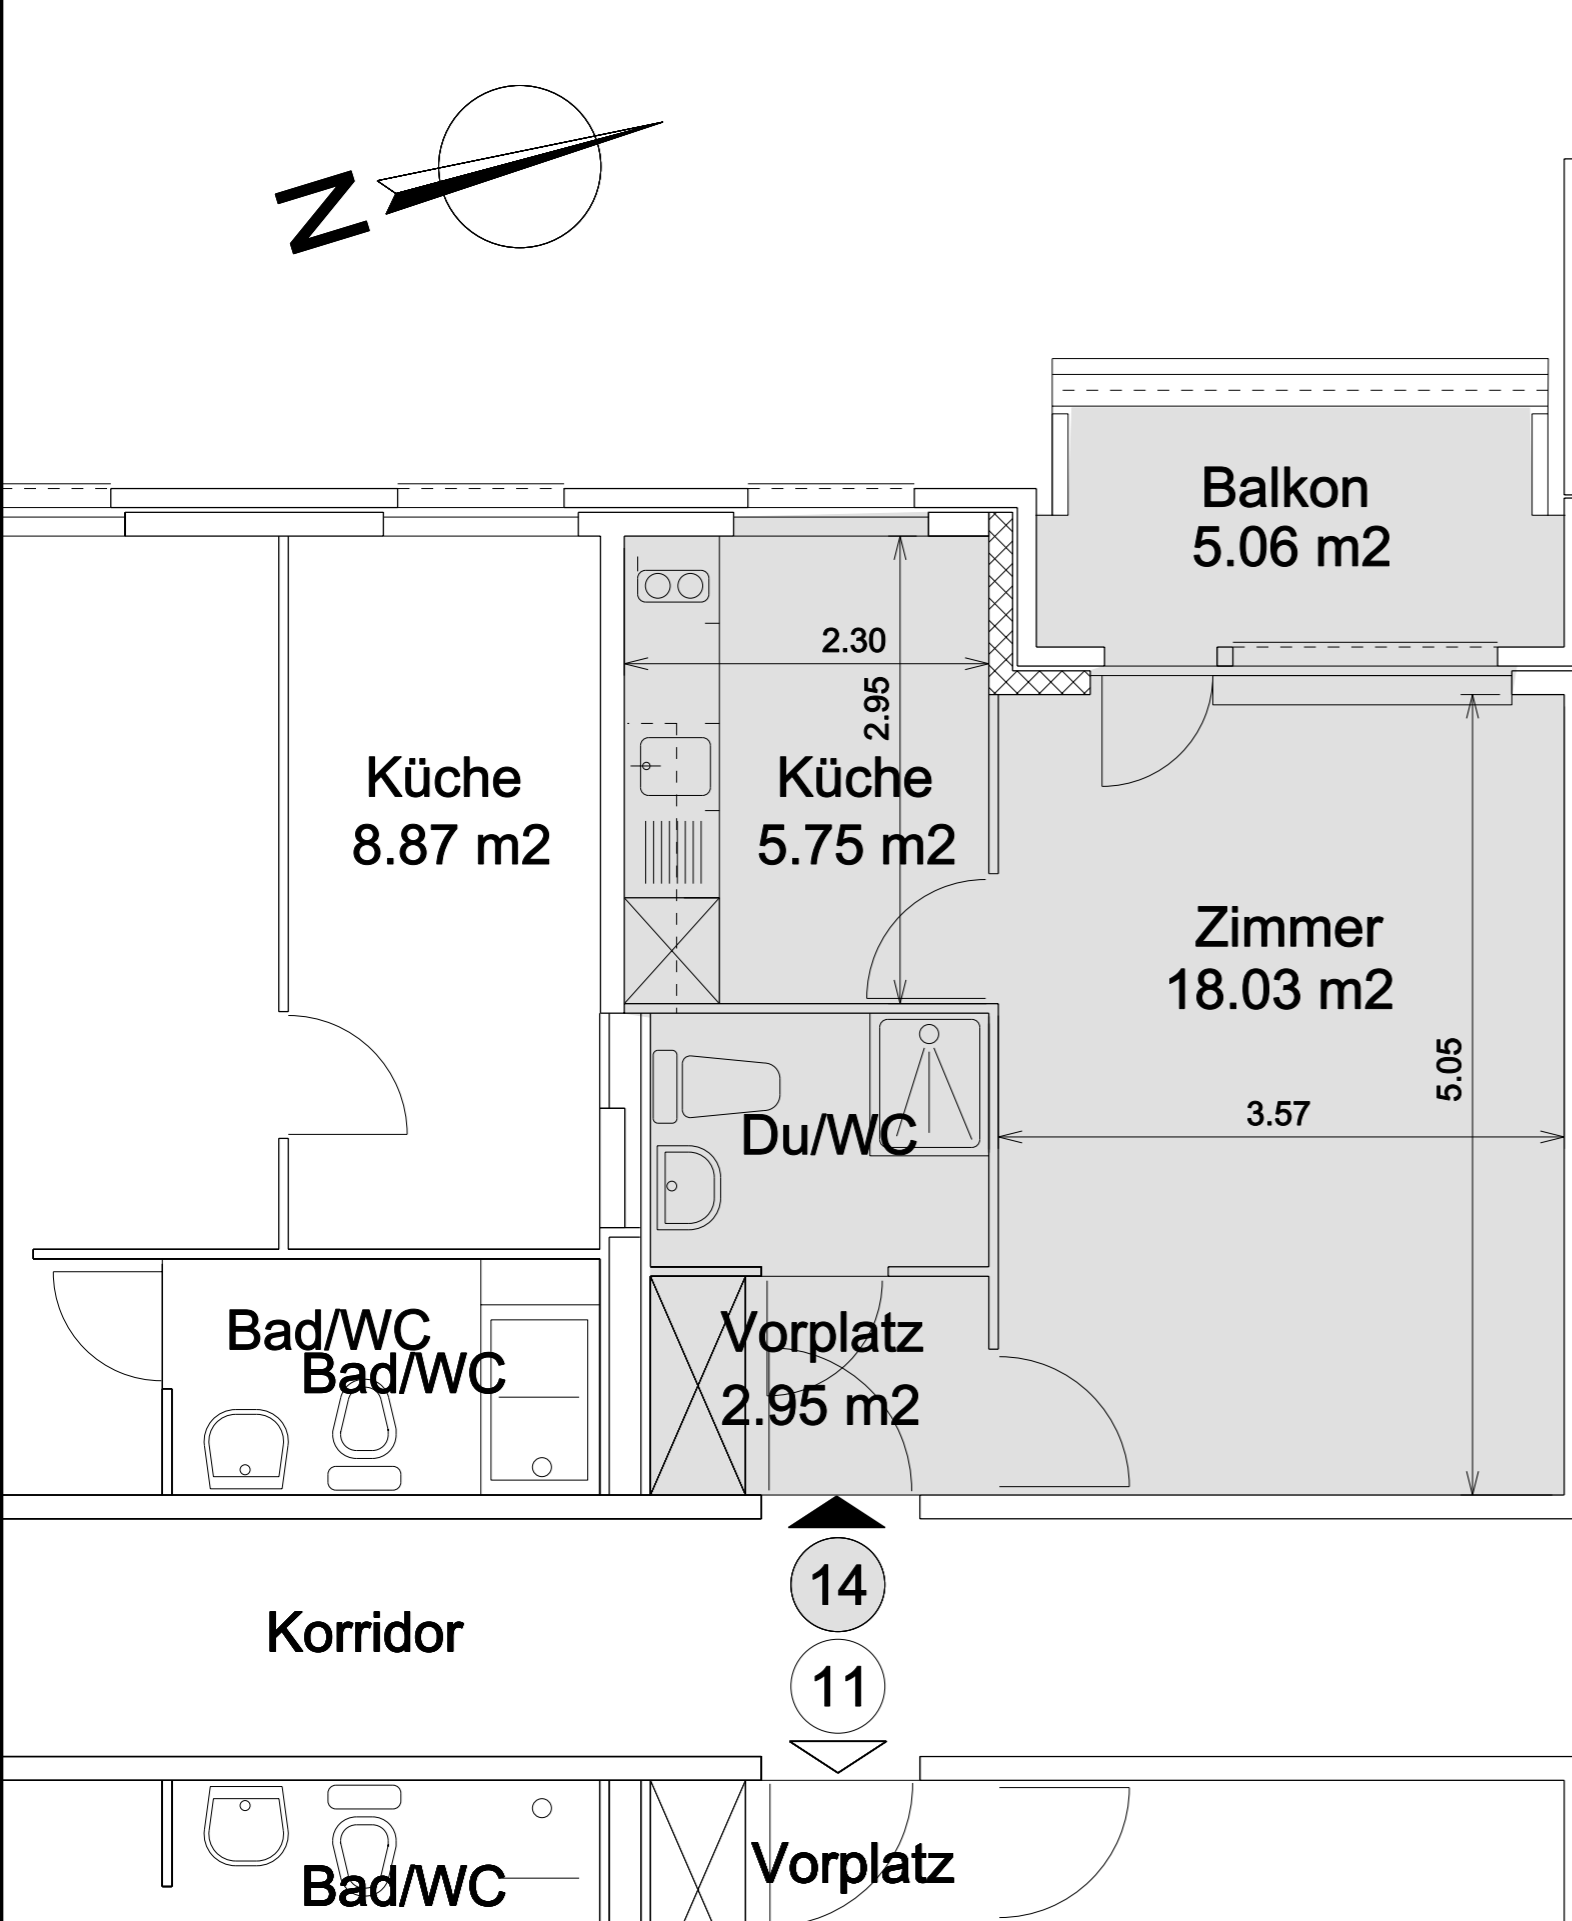 N
Balkon
5.06 m2
2.30
2.95
Küche
8.87 m2
Küche
5.75 m2
Zimmer
18.03 m2
5.05
3.57
Du/WC
Bad/WC
Bad/WC
Vorplatz
2.95 m2
14
Korridor
11
Vorplatz
Bad/WC